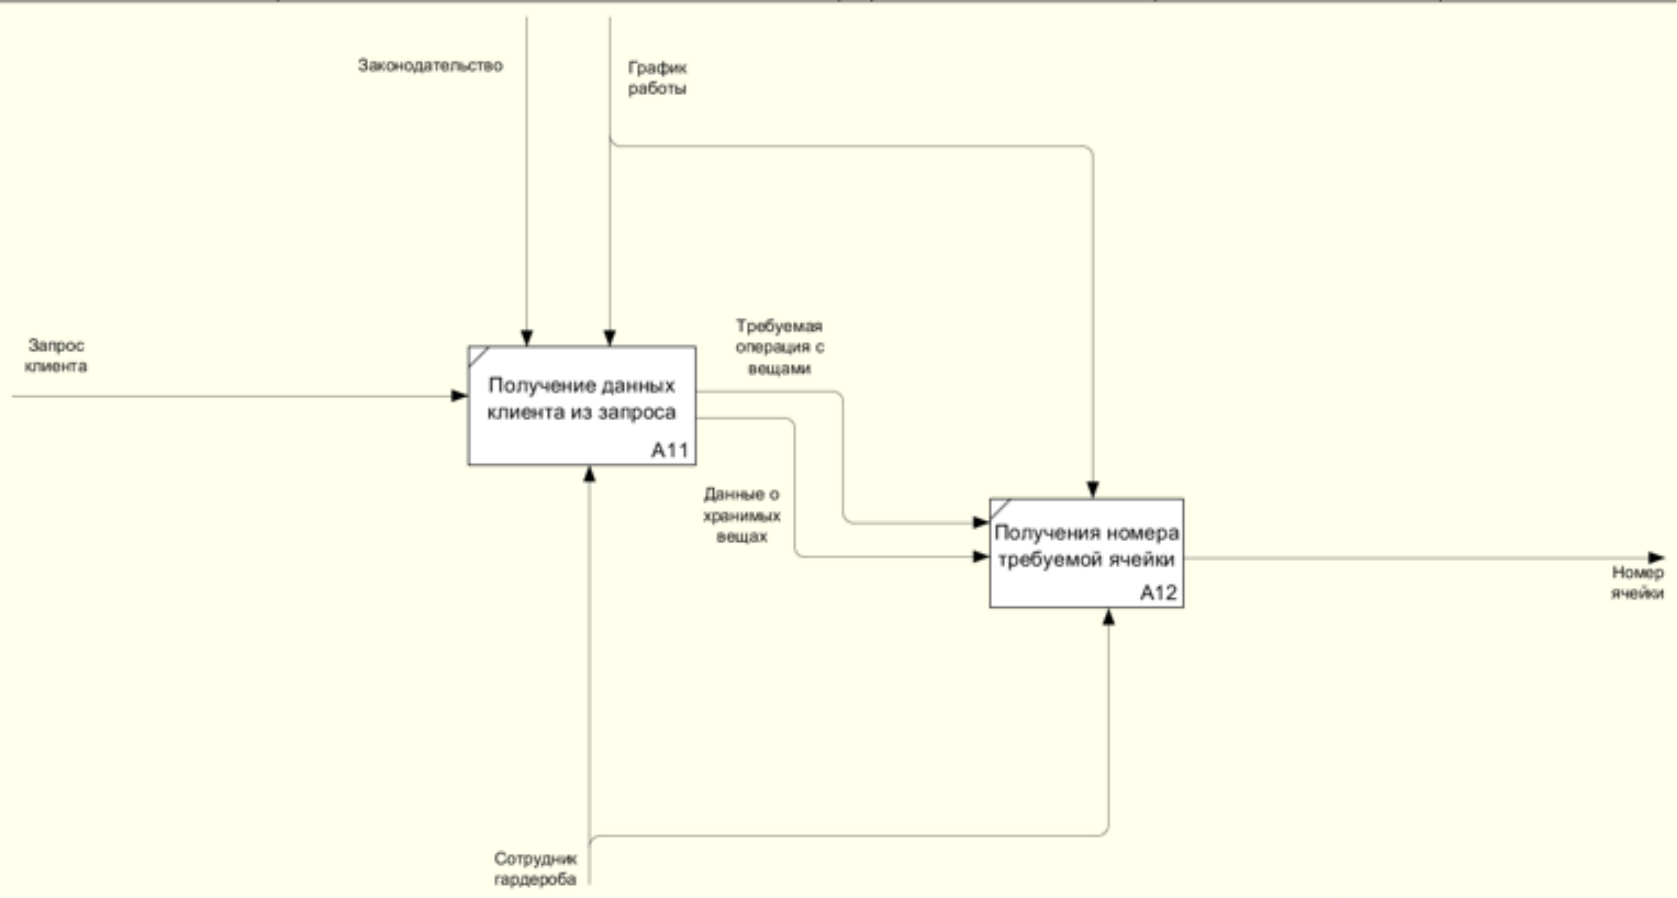 Законодательство
График
работы
Запрос
клиента
Требуемая
операция с
вещами
Получение данных
клиента из запроса
A11
Данные о
хранимых
вещах
Получения номера
требуемой ячейки
A12
Номер
ячейки
Сотрудник
гардероба